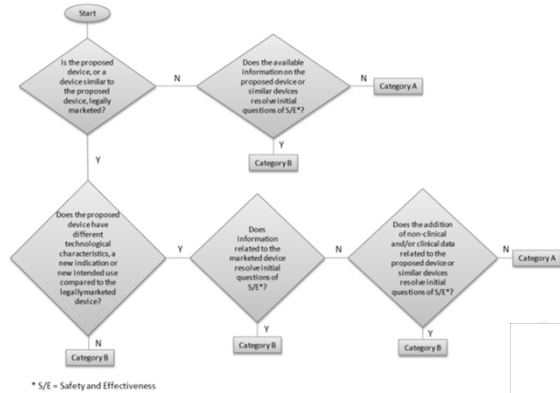 Start
Is the proposed
device, or a
device similar to
the proposed
device, legally
marketed?
N
Does the available
information on the
proposed device or
similar devices
resolve initial
questions of S/E*?
N
Category A
Y
Category B
Y
Does the proposed
device have
different
technological
characteristics, a
new indication or
new intended use
compared to the
legally marketed
device?
Y
Does
information
related to the
marketed device
resolve initial
questions of
S/E*?
N
Does the addition
of non-clinical
and/or clinical data
related to the
proposed device or
similar devices
resolve initial
questions of S/E*?
N
Category A
N
Category B
Y
Category B
Y
Category B
* S/E = Safety and Effectiveness